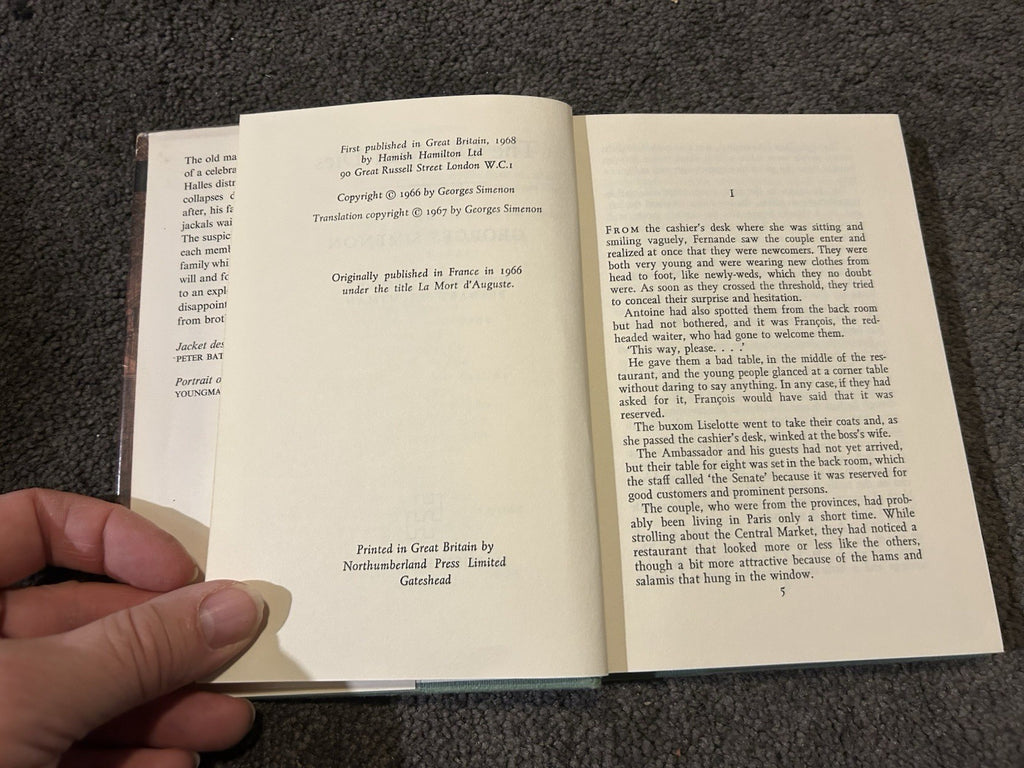 The old ma
of a celebra
Halles distr
collapses
after, his fa
jackals wai
The suspic
each memb
family whi
will and fo
to an expl
disappoint
from brot
Jacket des
PETER BAT
Portrait o
YOUNGMA
First published in Great Britain, 1968
by Hamish Hamilton Ltd
90 Great Russell Street London W.C.1
Copyright © 1966 by Georges Simenon
Translation copyright © 1967 by Georges Simenon
Originally published in France in 1966
under the title La Mort d'Auguste.
Printed in Great Britain by
Northumberland Press Limited
Gateshead
I
FROM the cashier's desk where she was sitting and
smiling vaguely, Fernande saw the couple enter and
realized at once that they were newcomers. They were
both very young and were wearing new clothes from
head to foot, like newly-weds, which they no doubt
were. As soon as they crossed the threshold, they tried
to conceal their surprise and hesitation.
Antoine had also spotted them from the back room
but had not bothered, and it was François, the red-
headed waiter, who had gone to welcome them.
'This way, please. . . .'
He gave them a bad table, in the middle of the res-
taurant, and the young people glanced at a corner table
without daring to say anything. In any case, if they had
asked for it, François would have said that it was
reserved.
The buxom Liselotte went to take their coats and, as
she passed the cashier's desk, winked at the boss's wife.
The Ambassador and his guests had not yet arrived,
but their table for eight was set in the back room, which
the staff called 'the Senate' because it was reserved for
good customers and prominent persons.
The couple, who were from the provinces, had prob-
ably been living in Paris only a short time. While
strolling about the Central Market, they had noticed a
restaurant that looked more or less like the others,
though a bit more attractive because of the hams and
salamis that hung in the window.
5